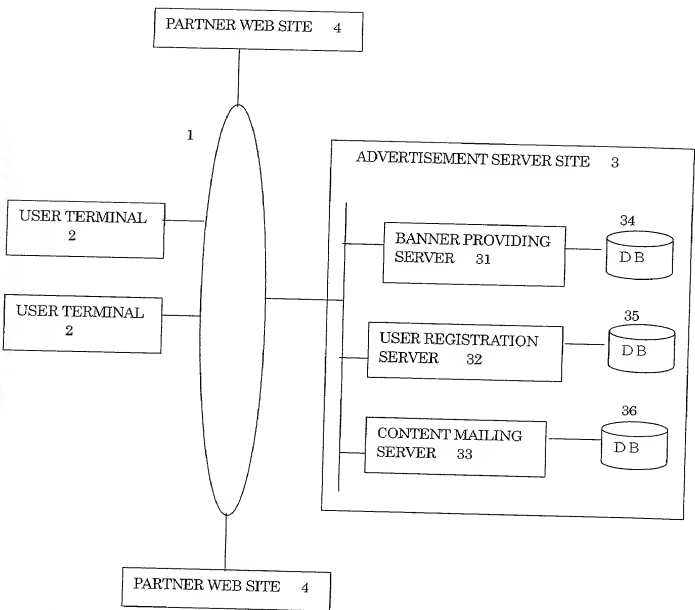 PARTNER WEB SITE 4
1
ADVERTISEMENT SERVER SITE 3
USER TERMINAL
2
USER TERMINAL
2
34
BANNER PROVIDING
SERVER 31
DB
35
USER REGISTRATION
SERVER 32
DB
36
CONTENT MAILING
SERVER 33
DB
PARTNER WEB SITE 4